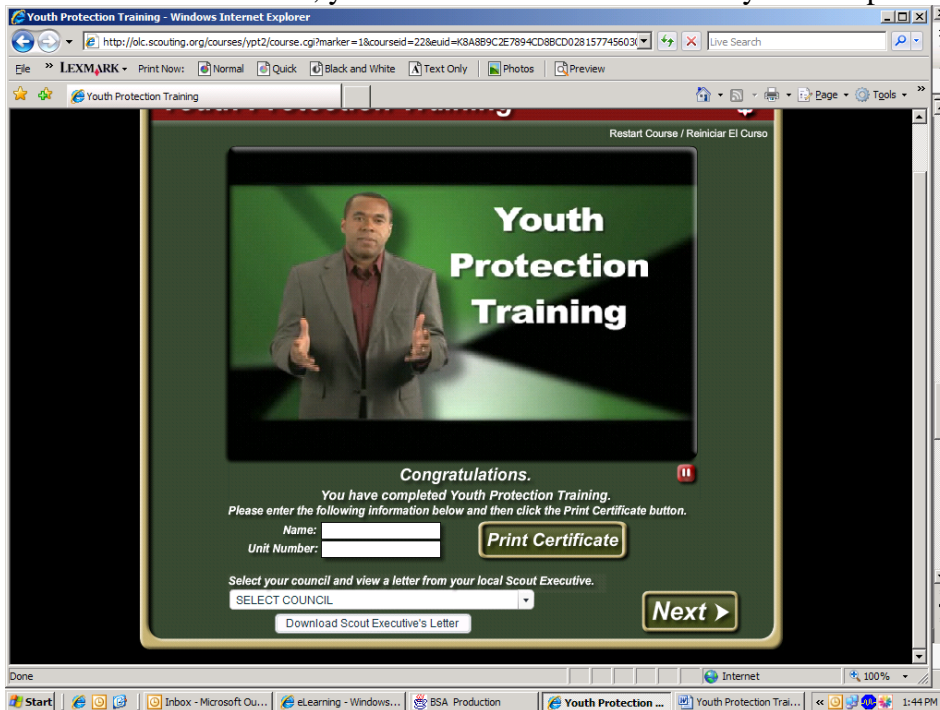 Youth Protection Training - Windows Internet Explorer
http://olc.scouting.org/courses/ypt2/course.cgi?marker=1&courseid=22&euid=K8A8B9C2E7894CD8BCD028157745603(
Live Search
File » LEXMARK Print Now: Normal Quick Black and White Text Only Photos Preview
Youth Protection Training
Page Tools »
Restart Course / Reiniciar El Curso
Youth
Protection
Training
Congratulations.
You have completed Youth Protection Training.
Please enter the following information below and then click the Print Certificate button.
Name:
Unit Number:
Print Certificate
Select your council and view a letter from your local Scout Executive.
SELECT COUNCIL
Download Scout Executive's Letter
Next
Done
Internet
100%
Start
Inbox - Microsoft Ou...
eLearning - Windows...
BSA Production
Youth Protection ...
Youth Protection Trai...
«
1:44 PM